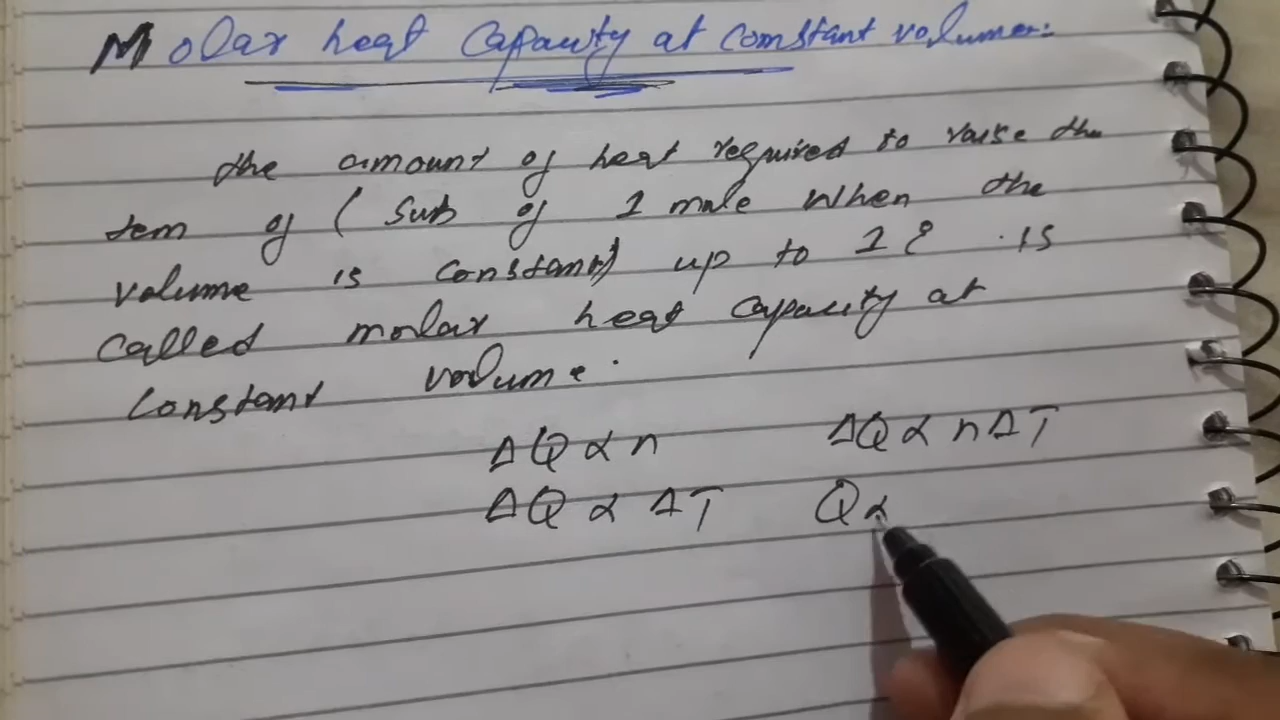 Molar heat capacity at constant volume:
the amount of heat required to raise the
tem of (Sub of 1 mole when the
volume is constant) up to 1 is
called molar heat capacity at
constant volume.
ΔQ ∝ n ΔQ ∝ nΔT
ΔQ ∝ ΔT Q ∝